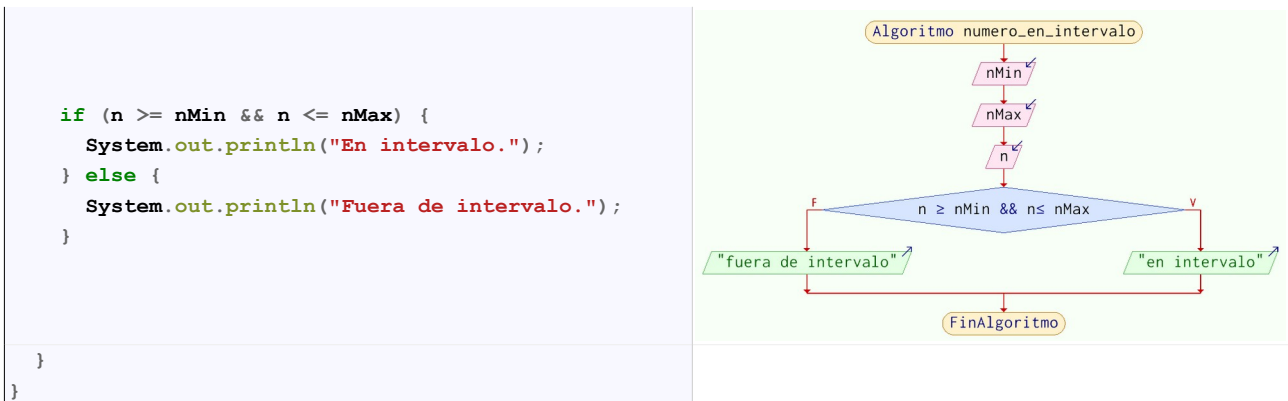 if (n >= nMin && n <= nMax) {
System.out.println("En intervalo.");
} else {
System.out.println("Fuera de intervalo.");
}
}
}
Algoritmo numero_en_intervalo
nMin
nMax
n
F
n ≥ nMin && n≤ nMax
V
"fuera de intervalo"
"en intervalo"
FinAlgoritmo